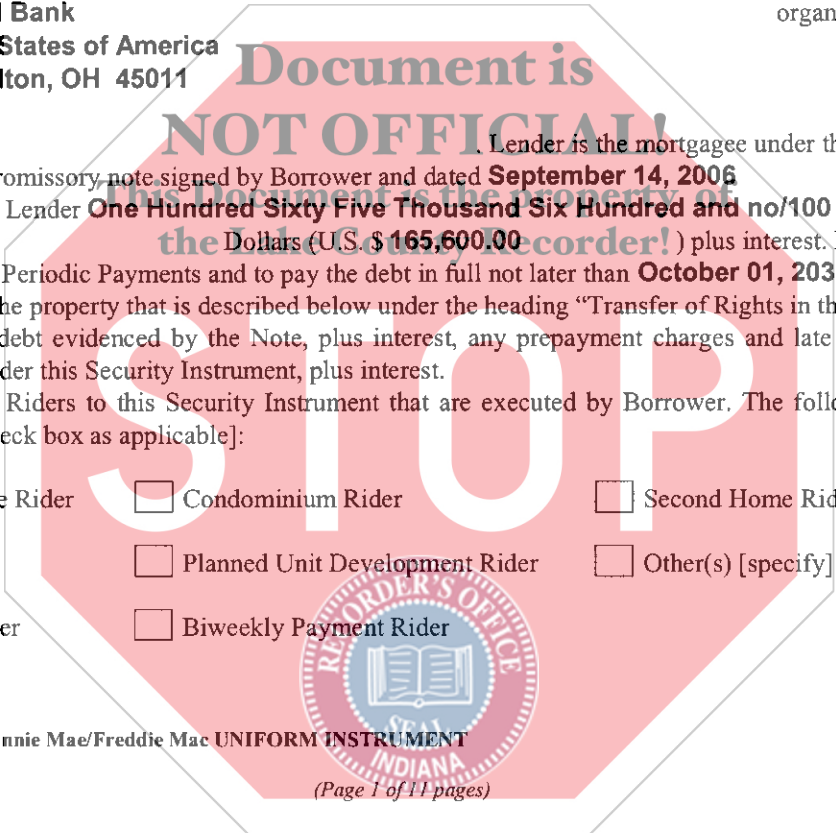 Bank
organ
States of America
lton, OH 45011
Document is
NOT OFFICIAL!
. Lender is the mortgagee under th
romissory note signed by Borrower and dated September 14, 2006
This Document is the property of
Lender One Hundred Sixty Five Thousand Six Hundred and no/100
the Lake County Recorder!
Dollars (U.S. $ 165,600.00 ) plus interest.
Periodic Payments and to pay the debt in full not later than October 01, 203
he property that is described below under the heading “Transfer of Rights in th
debt evidenced by the Note, plus interest, any prepayment charges and late
der this Security Instrument, plus interest.
Riders to this Security Instrument that are executed by Borrower. The follo
eck box as applicable]:
STOP
e Rider Condominium Rider Second Home Rid
Planned Unit Development Rider Other(s) [specify]
er Biweekly Payment Rider
RECORDER'S OFFICE
SEAL
INDIANA
nnie Mae/Freddie Mac UNIFORM INSTRUMENT
(Page 1 of 11 pages)